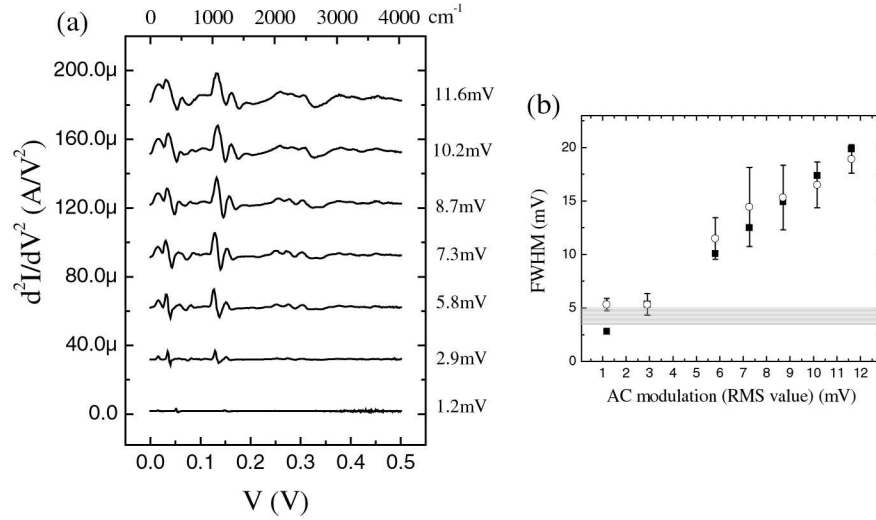 0 1000 2000 3000 4000 cm-1
(a)
200.0µ
160.0µ
120.0µ
80.0µ
40.0µ
0.0
d2I/dV2 (A/V2)
11.6mV
10.2mV
8.7mV
7.3mV
5.8mV
2.9mV
1.2mV
0.0 0.1 0.2 0.3 0.4 0.5
V (V)
(b)
20
15
10
5
0
FWHM (mV)
1 2 3 4 5 6 7 8 9 10 11 12
AC modulation (RMS value) (mV)